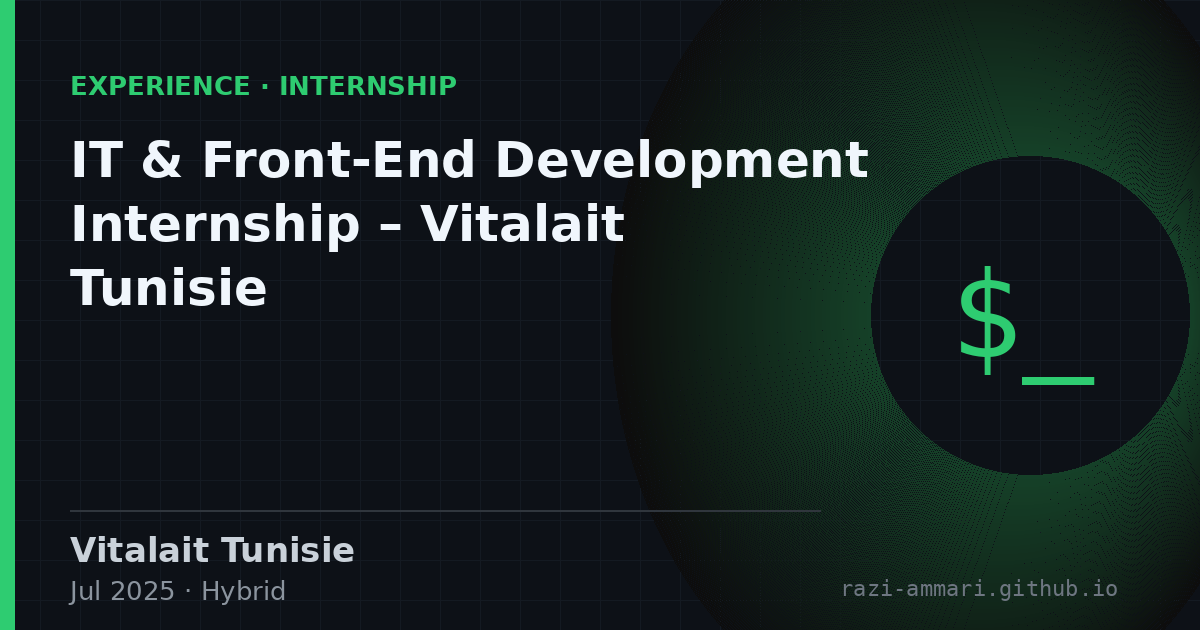 EXPERIENCE · INTERNSHIP
IT & Front-End Development
Internship – Vitalait
Tunisie
$_
Vitalait Tunisie
Jul 2025 · Hybrid
razi-ammari.github.io